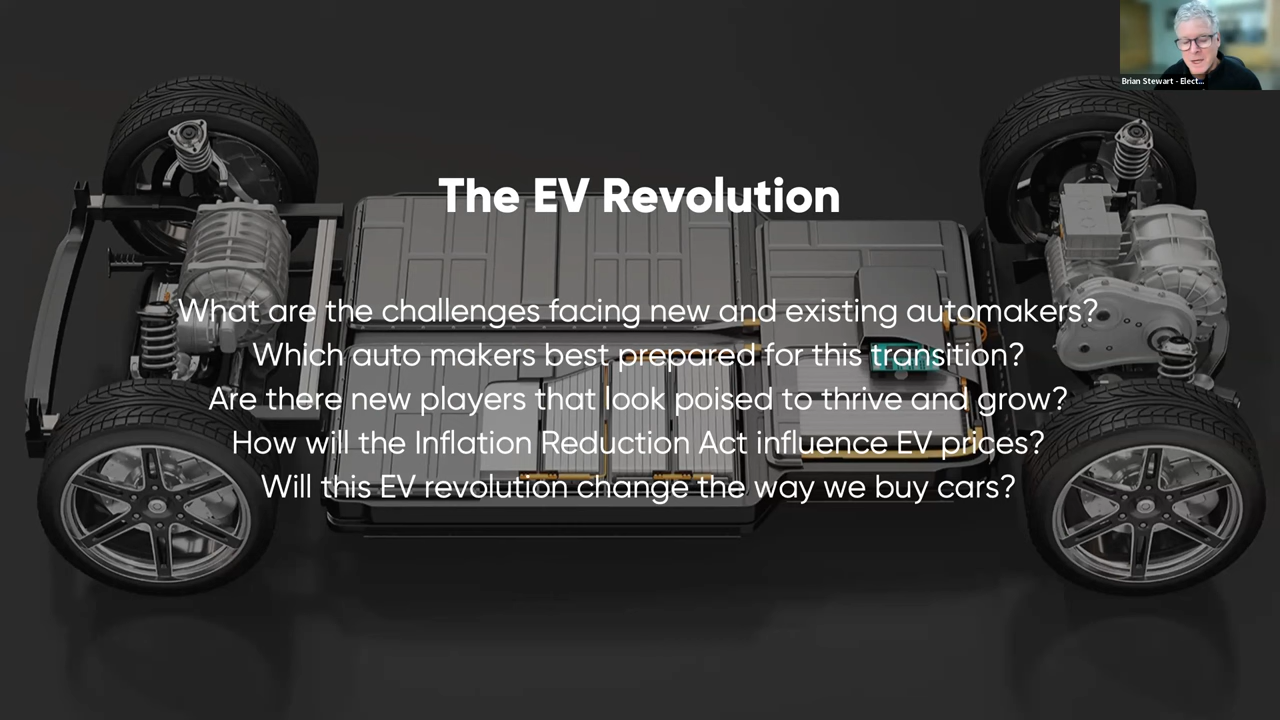 Brian Stewart - Elect...
The EV Revolution
What are the challenges facing new and existing automakers?
Which auto makers best prepared for this transition?
Are there new players that look poised to thrive and grow?
How will the Inflation Reduction Act influence EV prices?
Will this EV revolution change the way we buy cars?